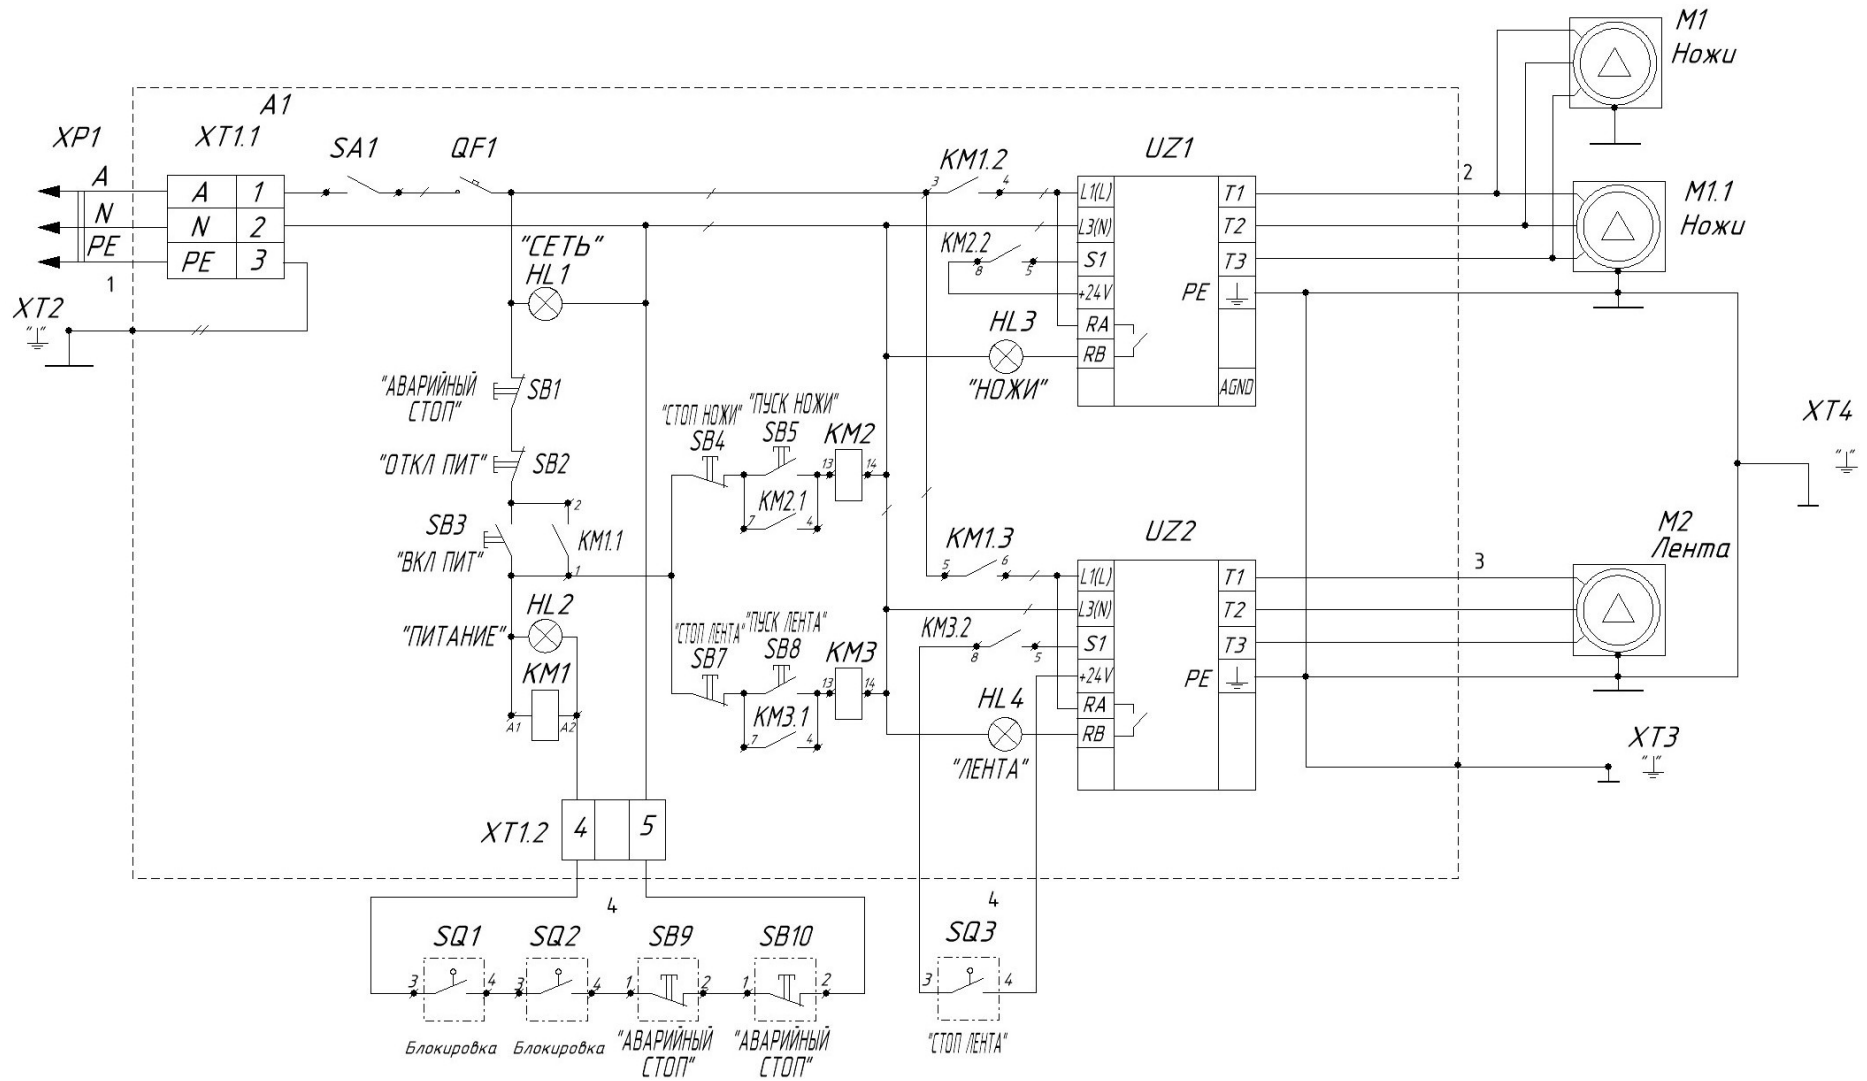 M1
Ножи
A1
XP1
XT1.1
SA1
QF1
KM1.2
UZ1
2
M1.1
Ножи
A
A 1
3
4
L1(L)
T1
N
N 2
L3(N)
T2
PE
PE 3
1
"СЕТЬ"
HL1
KM2.2
8
5
S1
T3
+24V
PE
XT2
"⏚"
HL3
RA
RB
"НОЖИ"
AGND
"АВАРИЙНЫЙ
СТОП"
SB1
"ОТКЛ ПИТ"
SB2
"СТОП НОЖИ"
SB4
"ПУСК НОЖИ"
SB5
KM2
13
14
KM2.1
7
4
XT4
"⏚"
SB3
"ВКЛ ПИТ"
2
KM1.1
1
KM1.3
5
6
UZ2
3
M2
Лента
L1(L)
T1
L3(N)
T2
HL2
"ПИТАНИЕ"
"СТОП ЛЕНТА"
SB7
"ПУСК ЛЕНТА"
SB8
KM3
13
14
KM3.2
8
5
S1
T3
+24V
PE
KM1
A1
A2
KM3.1
7
4
HL4
RA
RB
"ЛЕНТА"
XT3
"⏚"
XT1.2
4
5
4
4
SQ1
SQ2
SB9
SB10
SQ3
3
4
3
4
1
2
1
2
3
4
Блокировка
Блокировка
"АВАРИЙНЫЙ
СТОП"
"АВАРИЙНЫЙ
СТОП"
"СТОП ЛЕНТА"